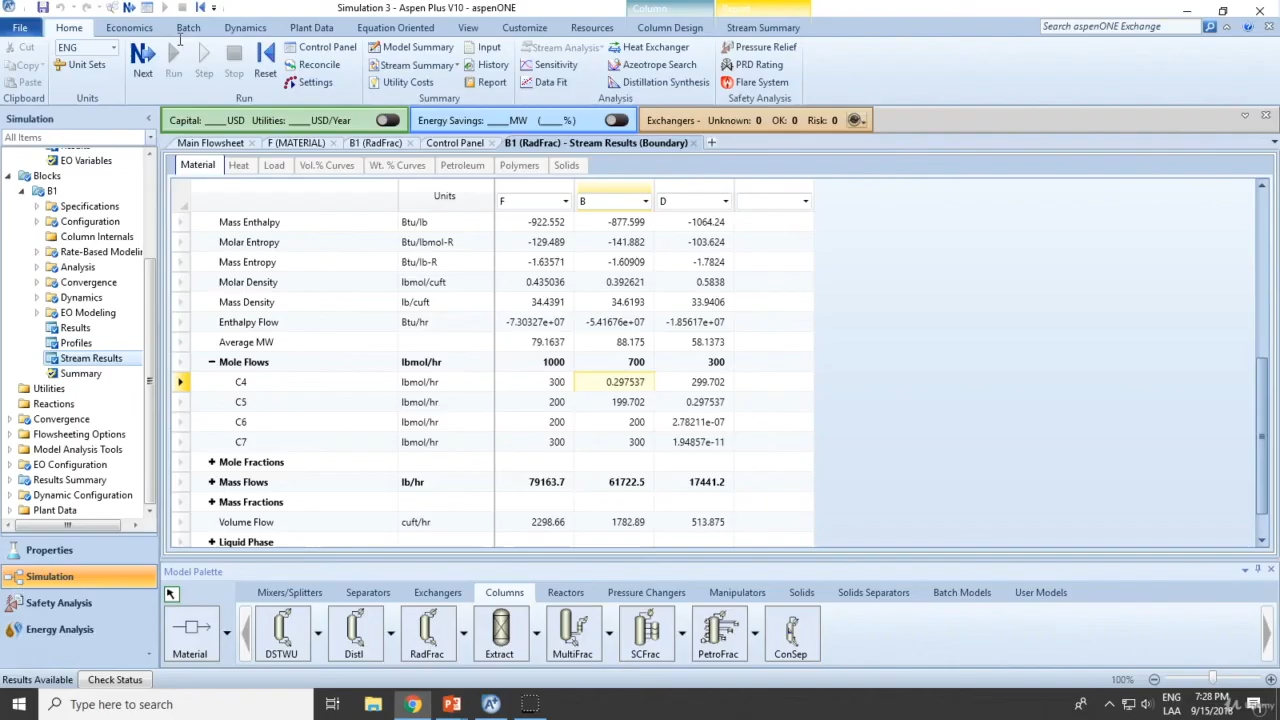 Simulation 3 - Aspen Plus V10 - aspenONE
Column
File Home Economics Batch Dynamics Plant Data Equation Oriented View Customize Resources Column Design Stream Summary
Search aspenONE Exchange
Cut ENG
Copy Unit Sets
Paste
Next Run Step Stop Reset
Control Panel Model Summary Input Stream Analysis Heat Exchanger Pressure Relief
Reconcile Stream Summary History Sensitivity Azeotrope Search PRD Rating
Settings Utility Costs Report Data Fit Distillation Synthesis Flare System
Clipboard Units Run Summary Analysis Safety Analysis
Simulation
All Items
Capital: ____USD Utilities: ____USD/Year
Energy Savings: ____MW (____%)
Exchangers - Unknown: 0 OK: 0 Risk: 0
Main Flowsheet F (MATERIAL) B1 (RadFrac) Control Panel B1 (RadFrac) - Stream Results (Boundary) +
Material Heat Load Vol.% Curves Wt. % Curves Petroleum Polymers Solids
EO Variables
Blocks
B1
Specifications
Configuration
Column Internals
Rate-Based Modelin
Analysis
Convergence
Dynamics
EO Modeling
Results
Profiles
Stream Results
Summary
Utilities
Reactions
Convergence
Flowsheeting Options
Model Analysis Tools
EO Configuration
Results Summary
Dynamic Configuration
Plant Data
Properties
Simulation
Safety Analysis
Energy Analysis
Units F B D
Mass Enthalpy Btu/lb -922.552 -877.599 -1064.24
Molar Entropy Btu/lbmol-R -129.489 -141.882 -103.624
Mass Entropy Btu/lb-R -1.63571 -1.60909 -1.7824
Molar Density lbmol/cuft 0.435036 0.392621 0.5838
Mass Density lb/cuft 34.4391 34.6193 33.9406
Enthalpy Flow Btu/hr -7.30327e+07 -5.41676e+07 -1.85617e+07
Average MW 79.1637 88.175 58.1373
Mole Flows lbmol/hr 1000 700 300
C4 lbmol/hr 300 0.297537 299.702
C5 lbmol/hr 200 199.702 0.297537
C6 lbmol/hr 200 200 2.78211e-07
C7 lbmol/hr 300 300 1.94857e-11
Mole Fractions
Mass Flows lb/hr 79163.7 61722.5 17441.2
Mass Fractions
Volume Flow cuft/hr 2298.66 1782.89 513.875
Liquid Phase
Model Palette
Mixers/Splitters Separators Exchangers Columns Reactors Pressure Changers Manipulators Solids Solids Separators Batch Models User Models
Material DSTWU Distl RadFrac Extract MultiFrac SCFrac PetroFrac ConSep
Results Available Check Status
100%
Type here to search
ENG
LAA
7:28 PM